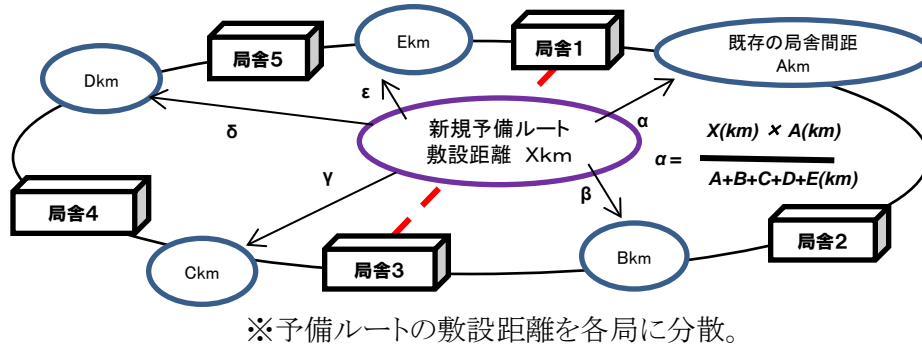 局舎5
Ekm
局舎1
既存の局舎間距
Akm
Dkm
ε
δ
新規予備ルート
敷設距離 Xkm
α
X(km) × A(km)
α=
A+B+C+D+E(km)
γ
β
局舎4
局舎2
Ckm
局舎3
Bkm
※予備ルートの敷設距離を各局に分散。